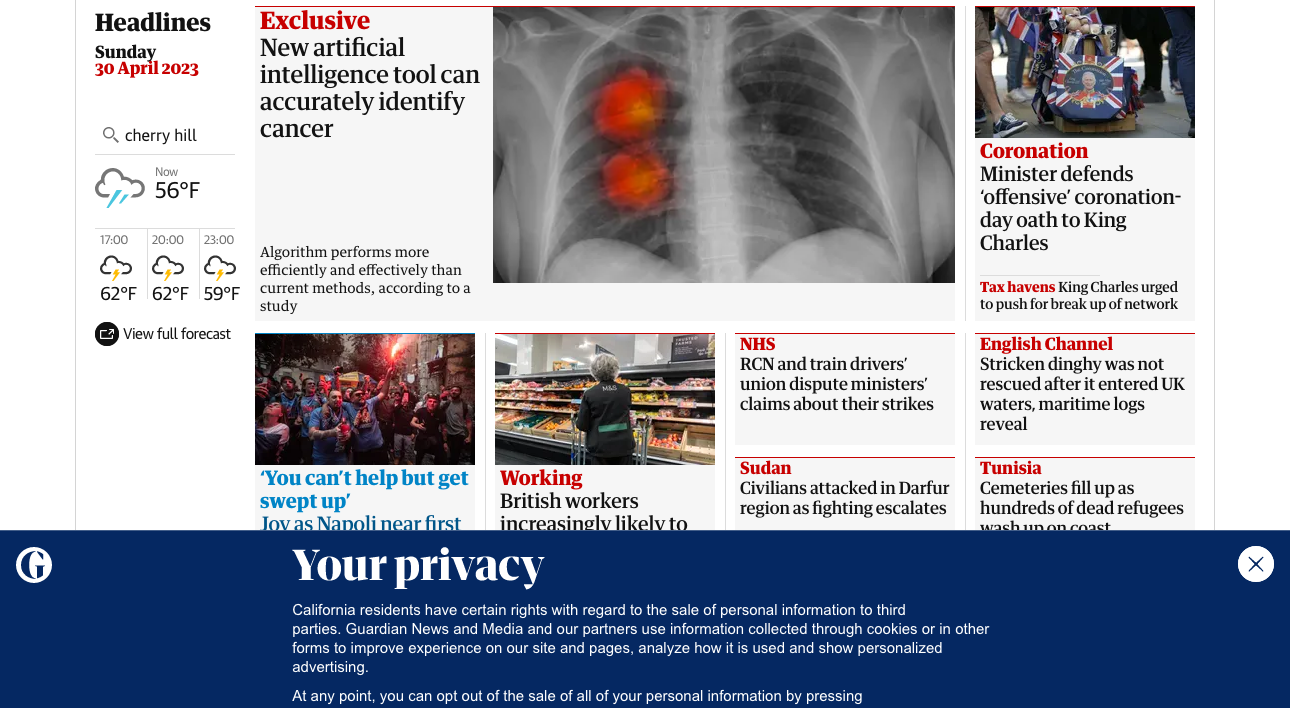 Headlines
Sunday
30 April 2023
cherry hill
Now
56°F
17:00
20:00
23:00
62°F
62°F
59°F
View full forecast
Exclusive
New artificial
intelligence tool can
accurately identify
cancer
Algorithm performs more
efficiently and effectively than
current methods, according to a
study
Coronation
Minister defends
‘offensive’ coronation-
day oath to King
Charles
Tax havens King Charles urged
to push for break up of network
M&S
‘You can’t help but get
swept up’
Joy as Napoli near first
Working
British workers
increasingly likely to
NHS
RCN and train drivers’
union dispute ministers’
claims about their strikes
Sudan
Civilians attacked in Darfur
region as fighting escalates
English Channel
Stricken dinghy was not
rescued after it entered UK
waters, maritime logs
reveal
Tunisia
Cemeteries fill up as
hundreds of dead refugees
wash up on coast
G
Your privacy
California residents have certain rights with regard to the sale of personal information to third
parties. Guardian News and Media and our partners use information collected through cookies or in other
forms to improve experience on our site and pages, analyze how it is used and show personalized
advertising.
At any point, you can opt out of the sale of all of your personal information by pressing